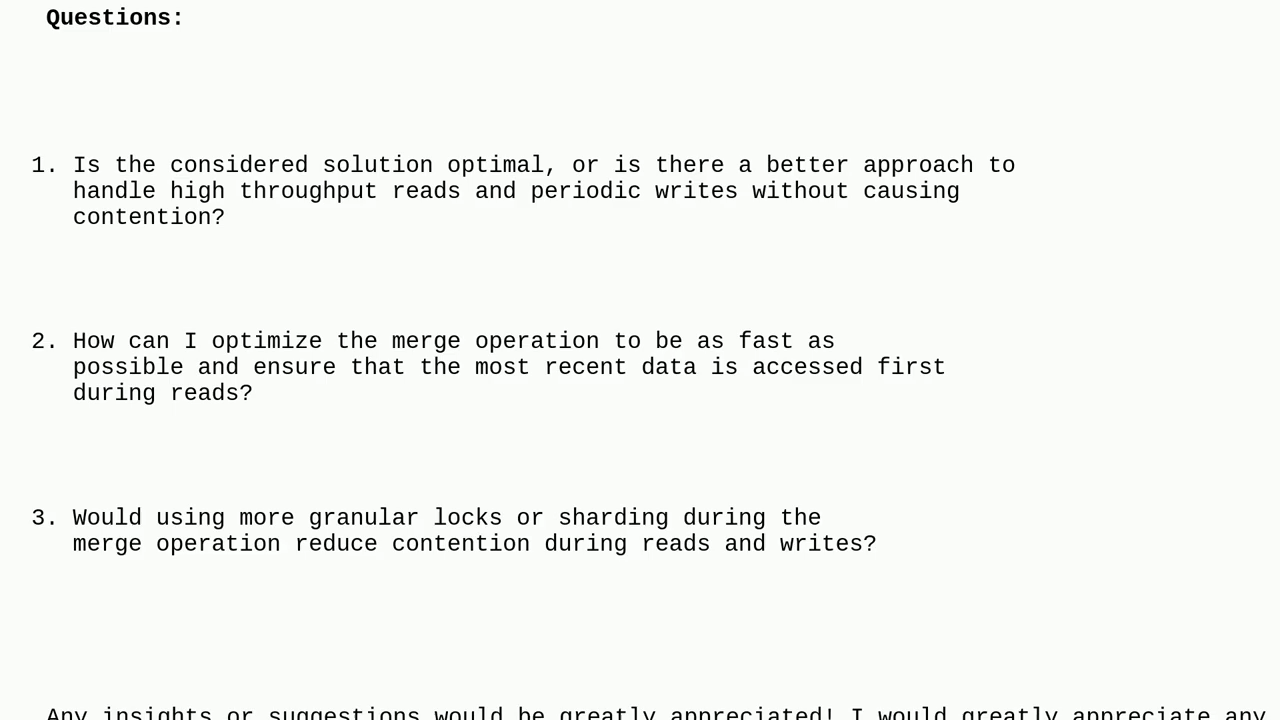 Questions:
1. Is the considered solution optimal, or is there a better approach to
handle high throughput reads and periodic writes without causing
contention?
2. How can I optimize the merge operation to be as fast as
possible and ensure that the most recent data is accessed first
during reads?
3. Would using more granular locks or sharding during the
merge operation reduce contention during reads and writes?
Any insights or suggestions would be greatly appreciated! I would greatly appreciate any